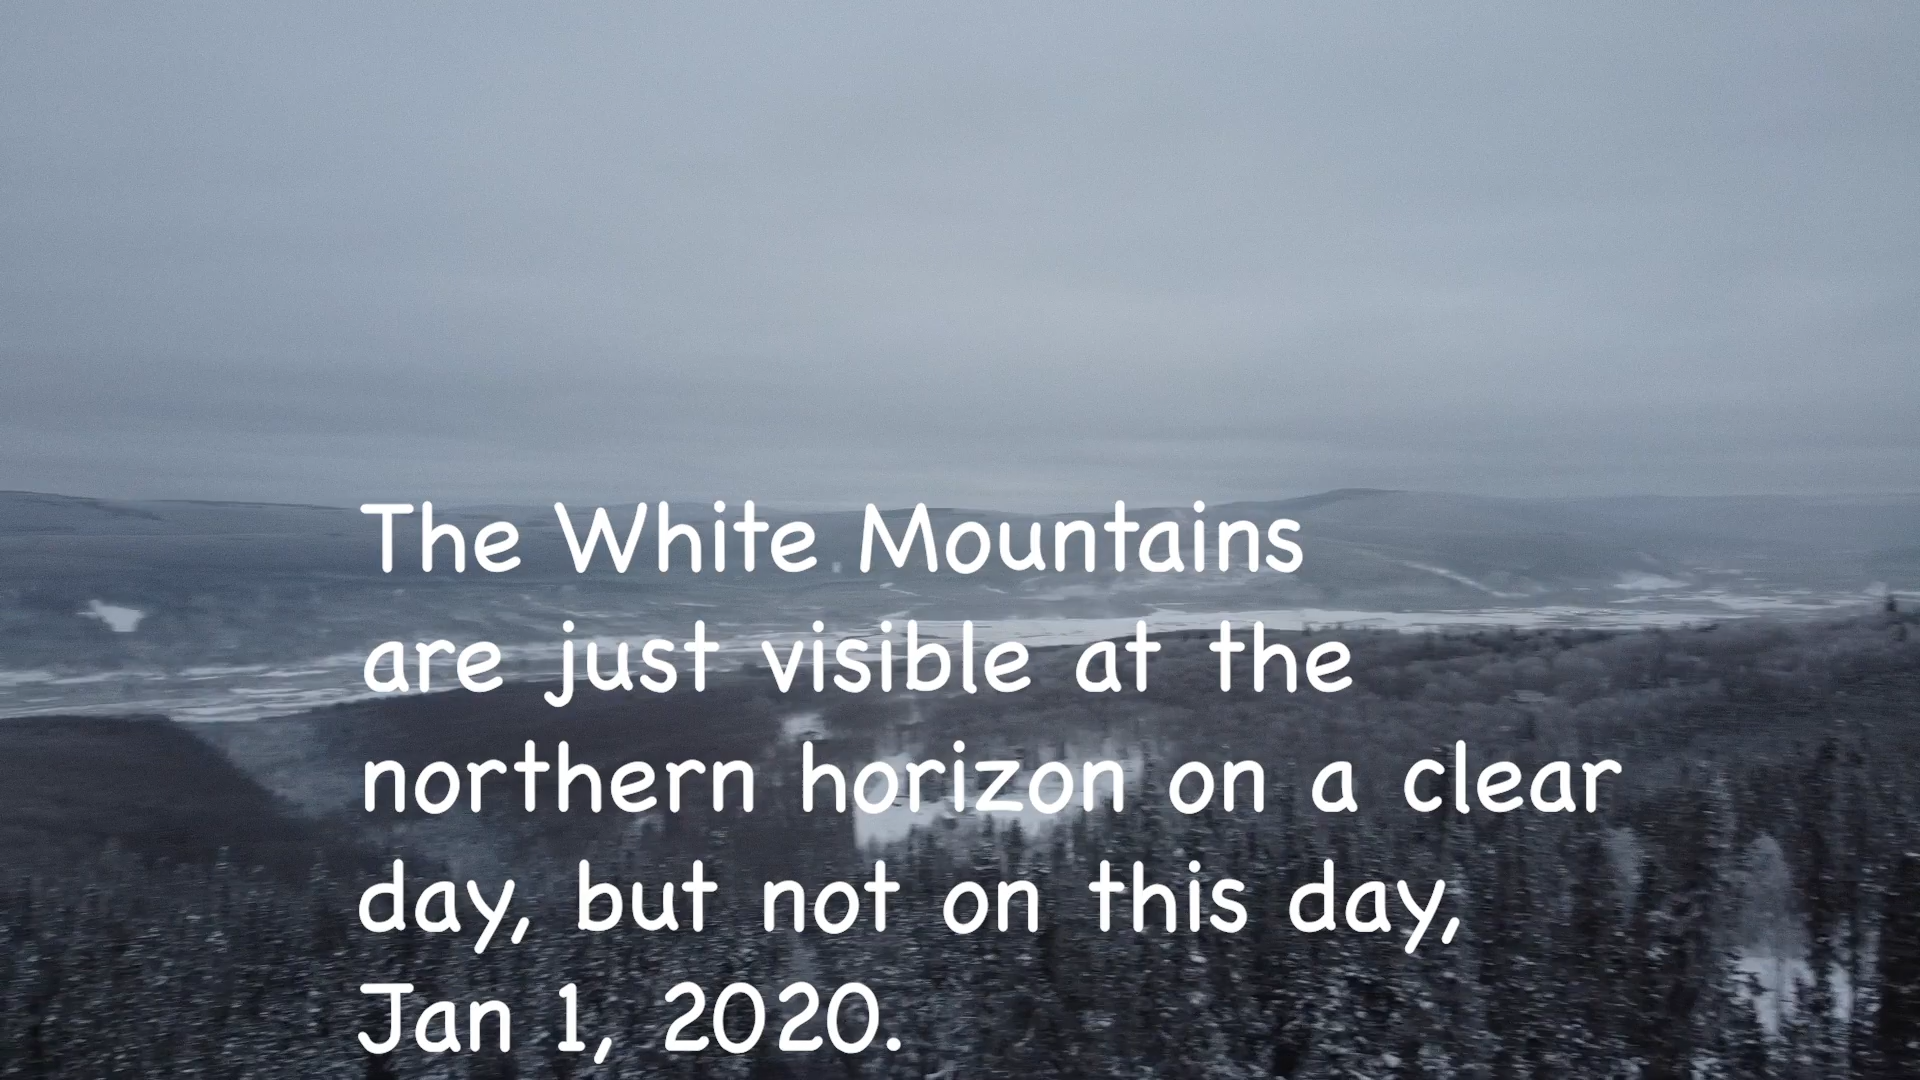 The White Mountains
are just visible at the
northern horizon on a clear
day, but not on this day,
Jan 1, 2020.